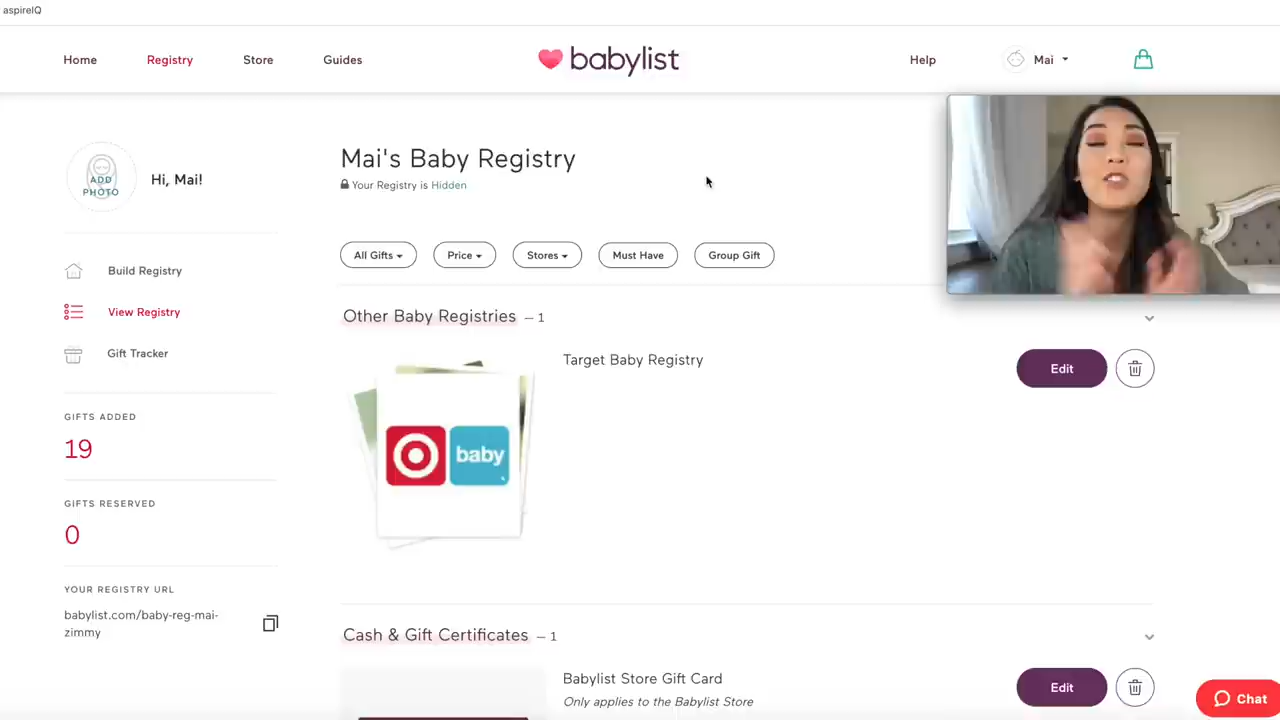 aspireIQ
Home
Registry
Store
Guides
babylist
Help
Mai
Hi, Mai!
ADD
PHOTO
Build Registry
View Registry
Gift Tracker
GIFTS ADDED
19
GIFTS RESERVED
0
YOUR REGISTRY URL
babylist.com/baby-reg-mai-
zimmy
Mai's Baby Registry
Your Registry is Hidden
All Gifts
Price
Stores
Must Have
Group Gift
Other Baby Registries – 1
baby
Target Baby Registry
Edit
Cash & Gift Certificates – 1
Babylist Store Gift Card
Only applies to the Babylist Store
Edit
Chat